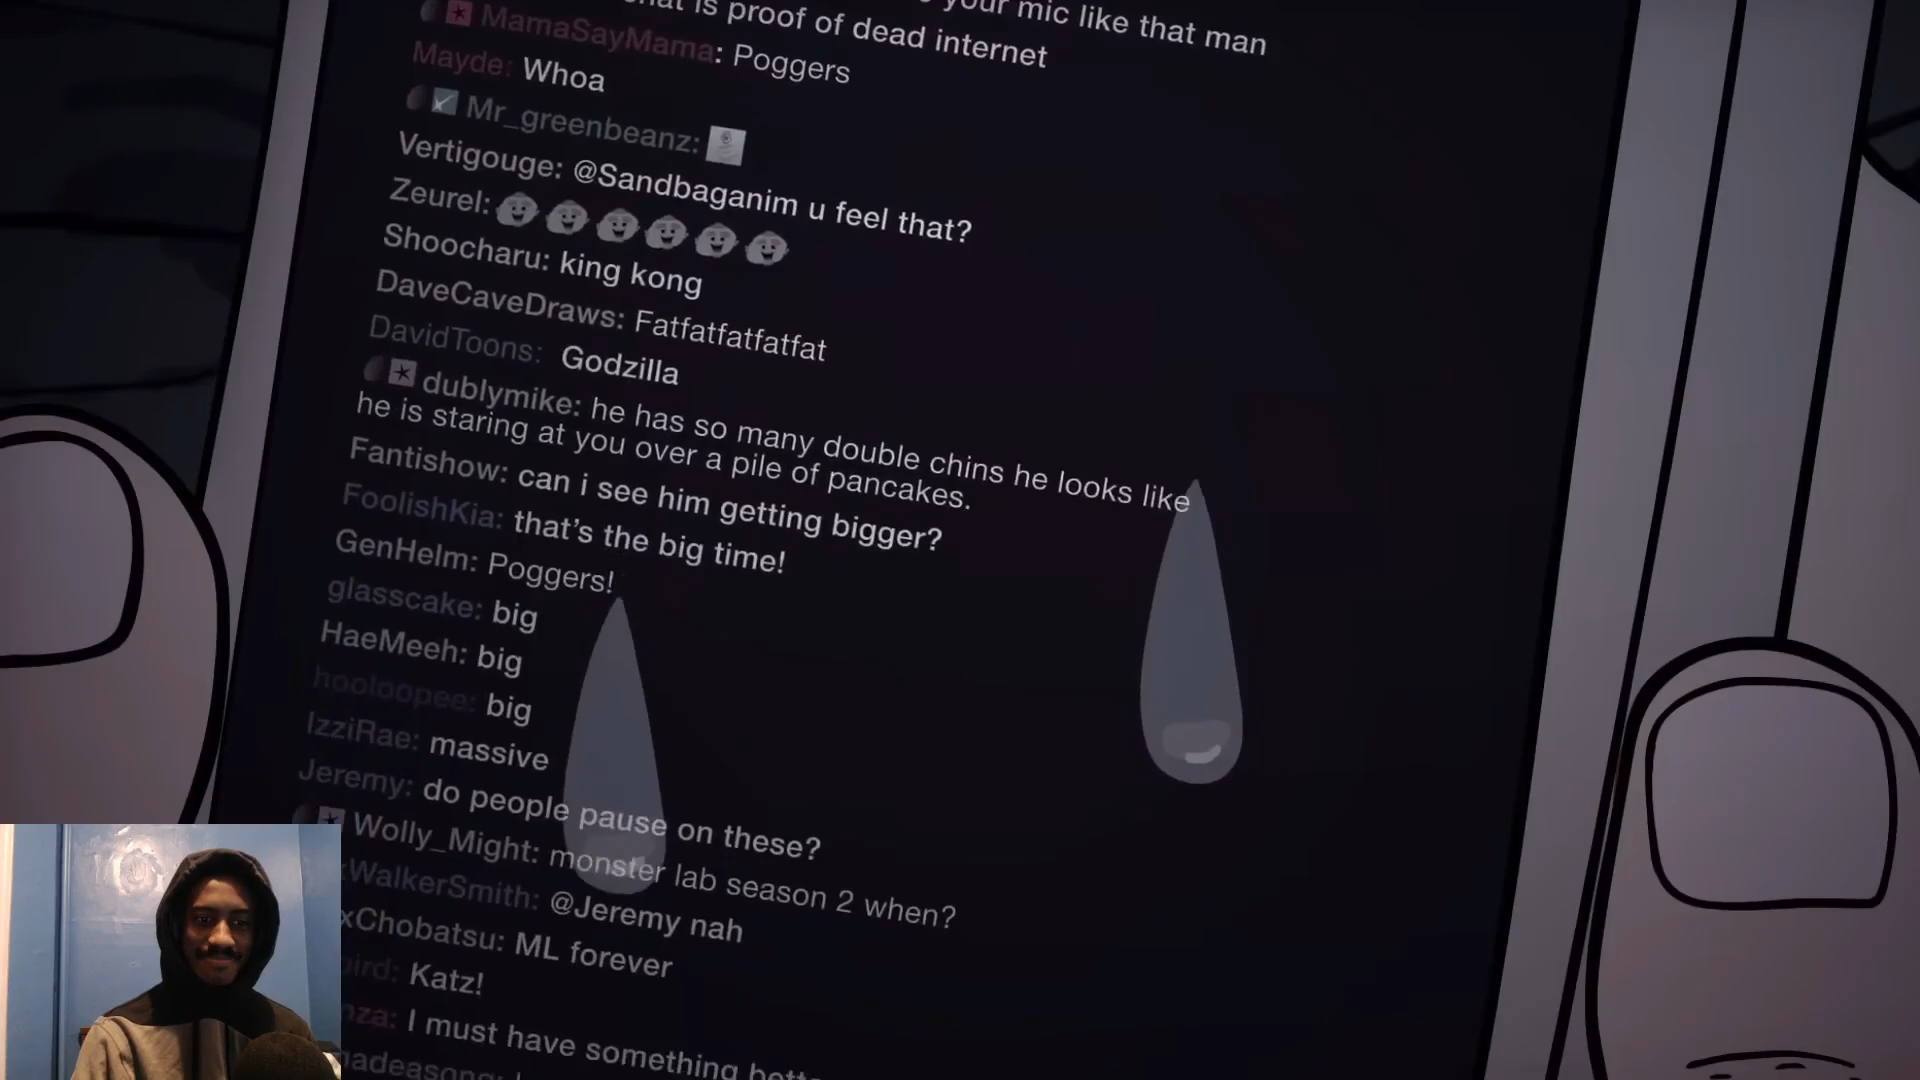 your mic like that man
is proof of dead internet
MamaSayMama: Poggers
Mayde: Whoa
Mr_greenbeanz:
Vertigouge: @Sandbaganim u feel that?
Zeurel:
Shoocharu: king kong
DaveCaveDraws: Fatfatfatfatfat
DavidToons: Godzilla
dublymike: he has so many double chins he looks like
he is staring at you over a pile of pancakes.
Fantishow: can i see him getting bigger?
FoolishKia: that's the big time!
GenHelm: Poggers!
glasscake: big
HaeMeeh: big
hooloopee: big
IzziRae: massive
Jeremy: do people pause on these?
Wolly_Might: monster lab season 2 when?
WalkerSmith: @Jeremy nah
xChobatsu: ML forever
Katz!
I must have something